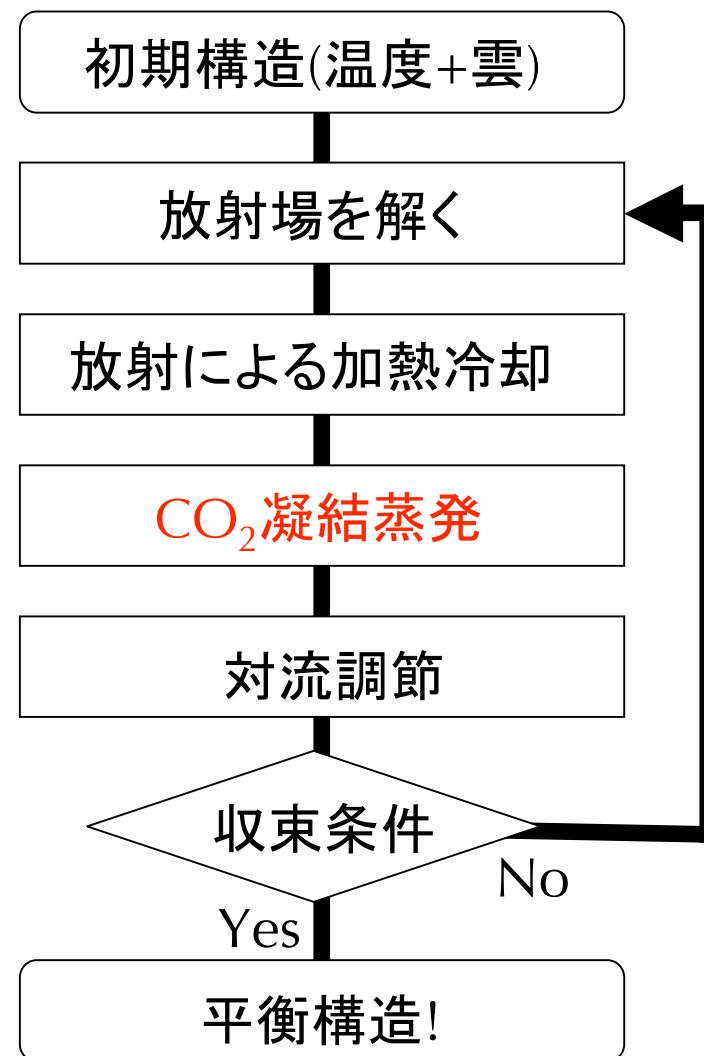 初期構造(温度+雲)
放射場を解く
放射による加熱冷却
CO₂凝結蒸発
対流調節
収束条件
No
Yes
平衡構造!